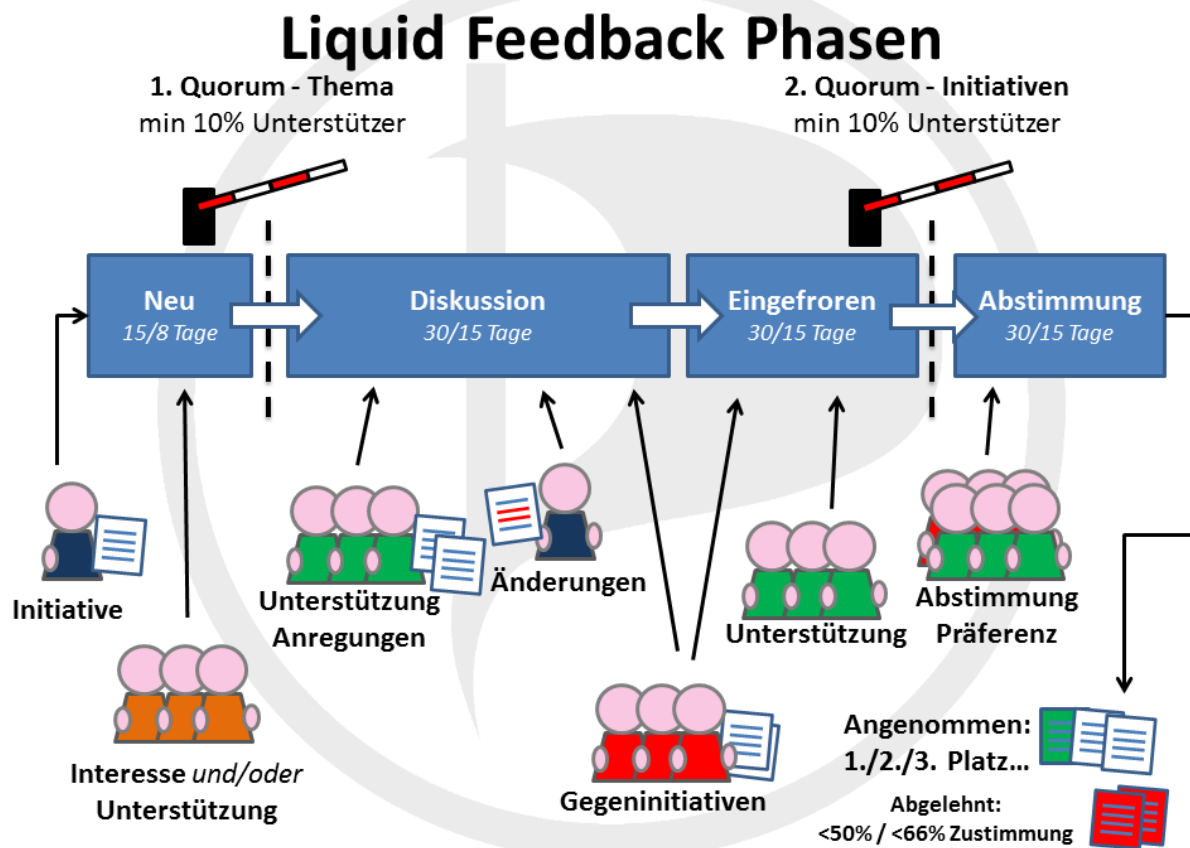 Liquid Feedback Phasen
1. Quorum - Thema
min 10% Unterstützer
2. Quorum - Initiativen
min 10% Unterstützer
Neu
15/8 Tage
Diskussion
30/15 Tage
Eingefroren
30/15 Tage
Abstimmung
30/15 Tage
Initiative
Interesse und/oder
Unterstützung
Unterstützung
Anregungen
Änderungen
Gegeninitiativen
Unterstützung
Abstimmung
Präferenz
Angenommen:
1./2./3. Platz...
Abgelehnt:
<50% / <66% Zustimmung